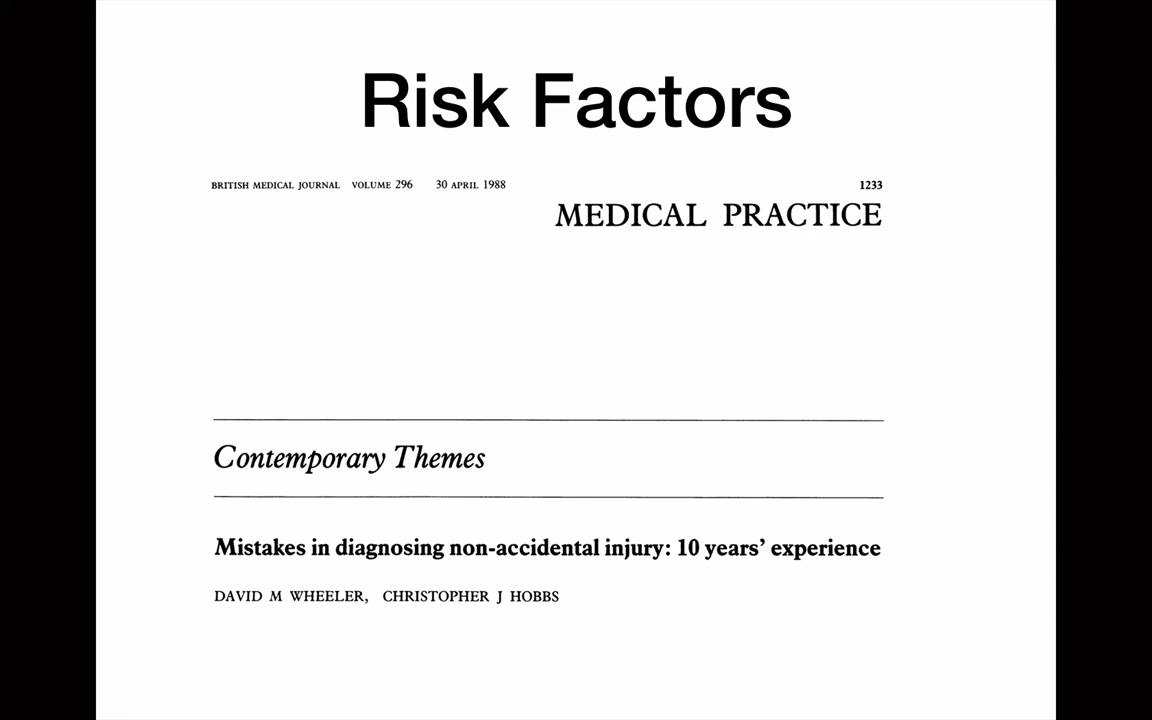 Risk Factors
BRITISH MEDICAL JOURNAL VOLUME 296 30 APRIL 1988 1233
MEDICAL PRACTICE
Contemporary Themes
Mistakes in diagnosing non-accidental injury: 10 years’ experience
DAVID M WHEELER, CHRISTOPHER J HOBBS